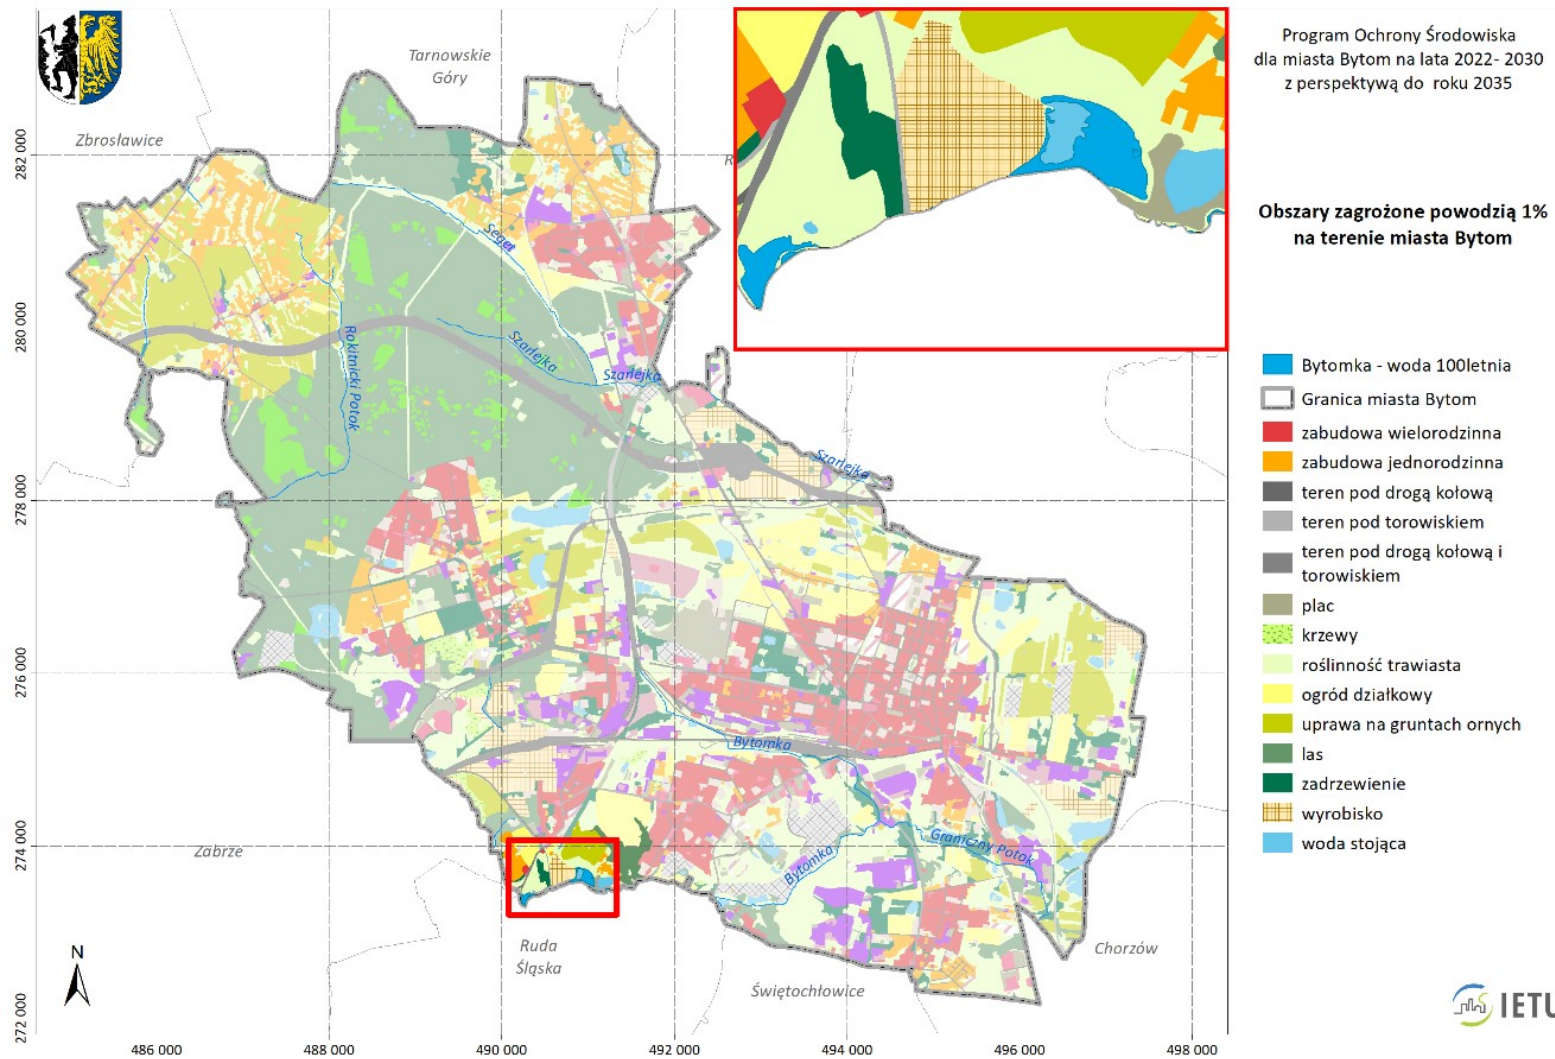 Program Ochrony Środowiska
dla miasta Bytom na lata 2022- 2030
z perspektywą do roku 2035
Obszary zagrożone powodzią 1%
na terenie miasta Bytom
Bytomka - woda 100letnia
Granica miasta Bytom
zabudowa wielorodzinna
zabudowa jednorodzinna
teren pod drogą kołową
teren pod torowiskiem
teren pod drogą kołową i
torowiskiem
plac
krzewy
roślinność trawiasta
ogród działkowy
uprawa na gruntach ornych
las
zadrzewienie
wyrobisko
woda stojąca
Tarnowskie
Góry
Zbrosławice
R
Seget
Rokitnicki Potok
Szarlejka
Szarlejka
Szarlejka
Bytomka
Graniczny Potok
Bytomka
Zabrze
Ruda
Śląska
Świętochłowice
Chorzów
N
282 000
280 000
278 000
276 000
274 000
272 000
486 000
488 000
490 000
492 000
494 000
496 000
498 000
IETU